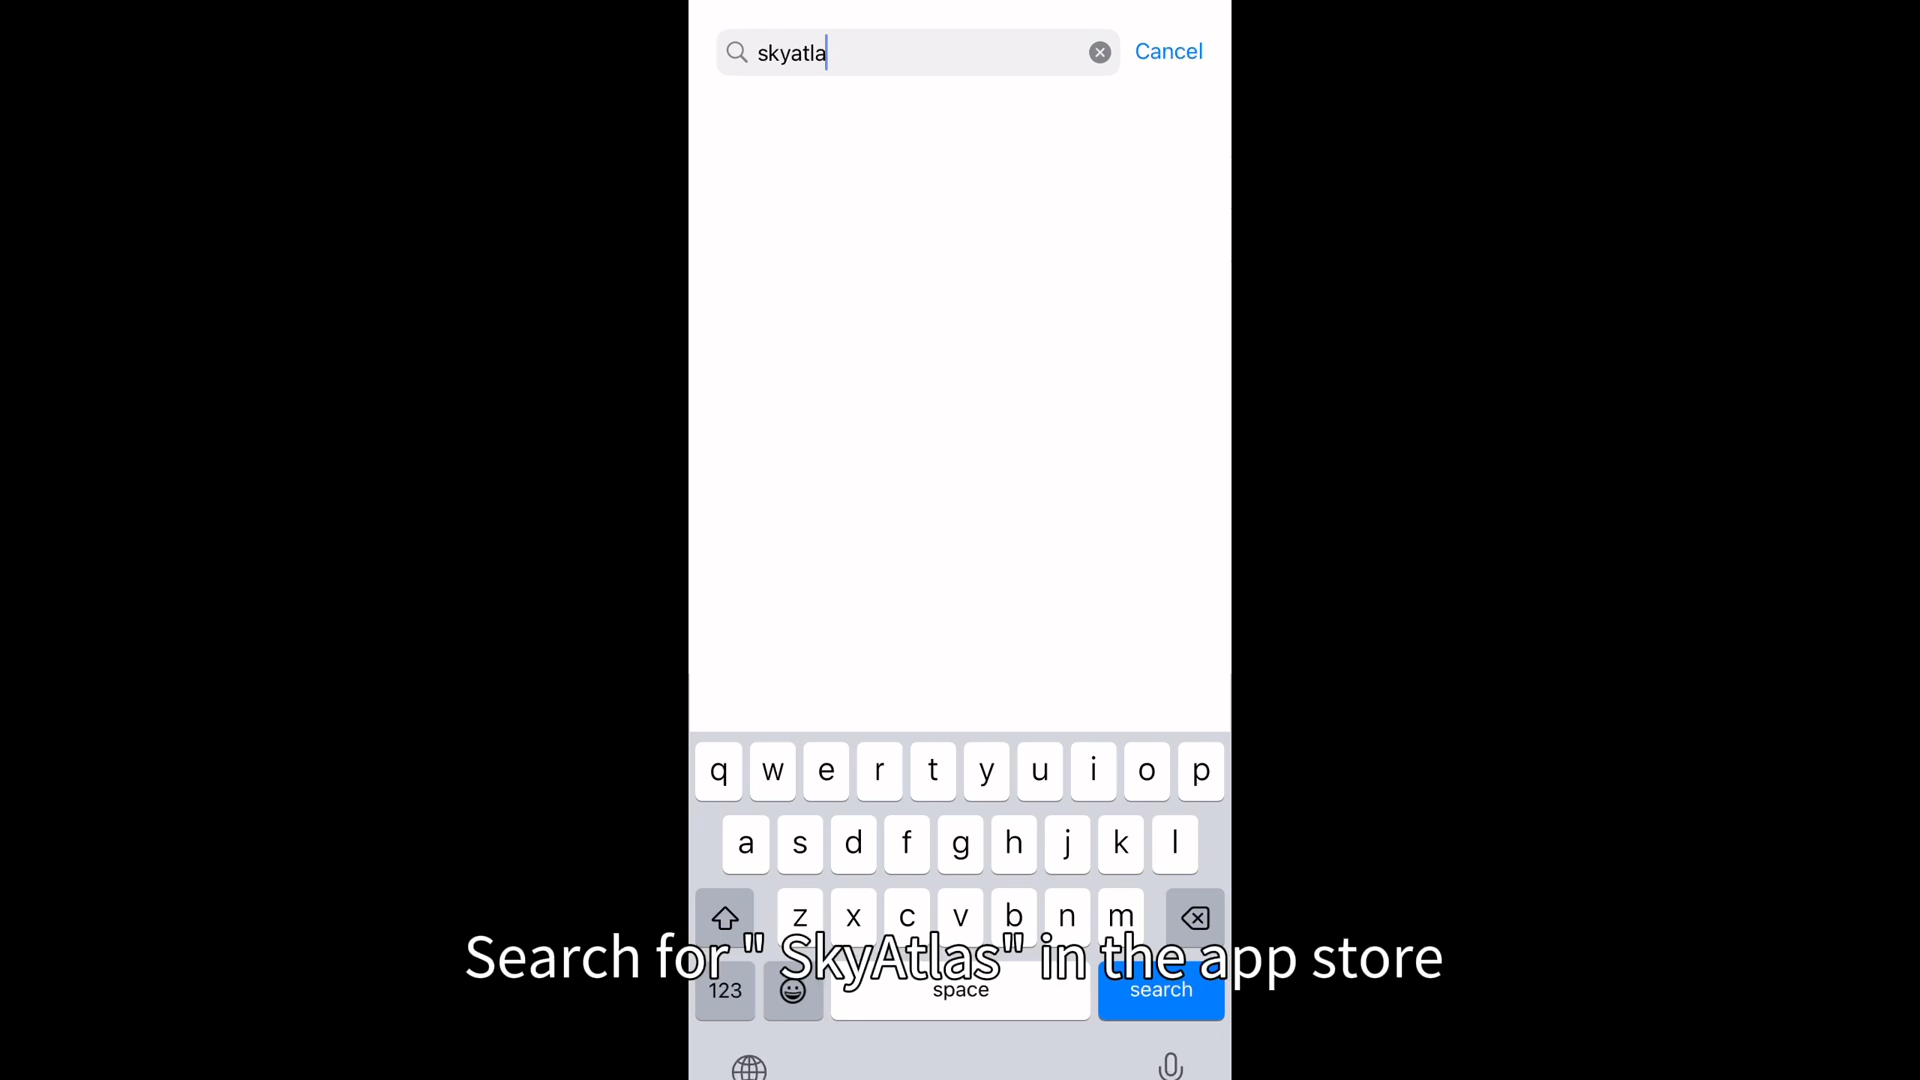 skyatla
Cancel
q w e r t y u i o p
a s d f g h j k l
z x c v b n m
Search for " SkyAtlas" in the app store
123 space search